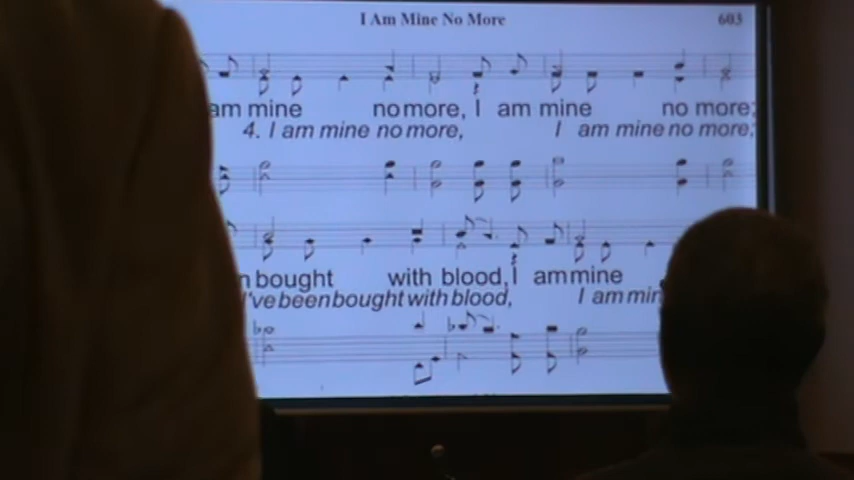 I Am Mine No More 603
am mine no more, I am mine no more;
4. I am mine no more, I am mine no more;
bought with blood, I am mine
I've been bought with blood, I am